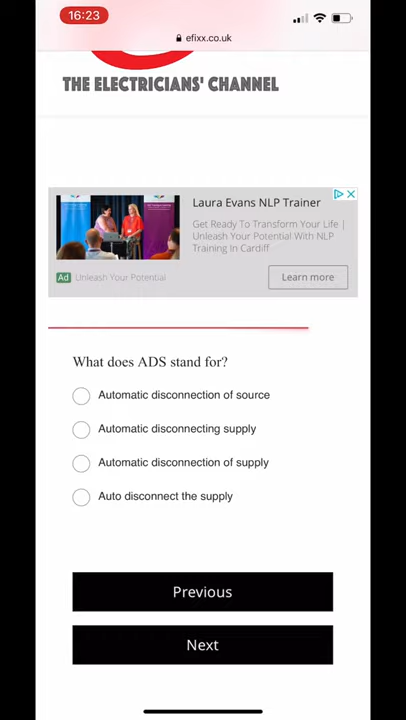 16:23
efixx.co.uk
THE ELECTRICIANS' CHANNEL
Laura Evans NLP Trainer
Get Ready To Transform Your Life |
Unleash Your Potential With NLP
Training In Cardiff
Ad Unleash Your Potential
Learn more
What does ADS stand for?
Automatic disconnection of source
Automatic disconnecting supply
Automatic disconnection of supply
Auto disconnect the supply
Previous
Next